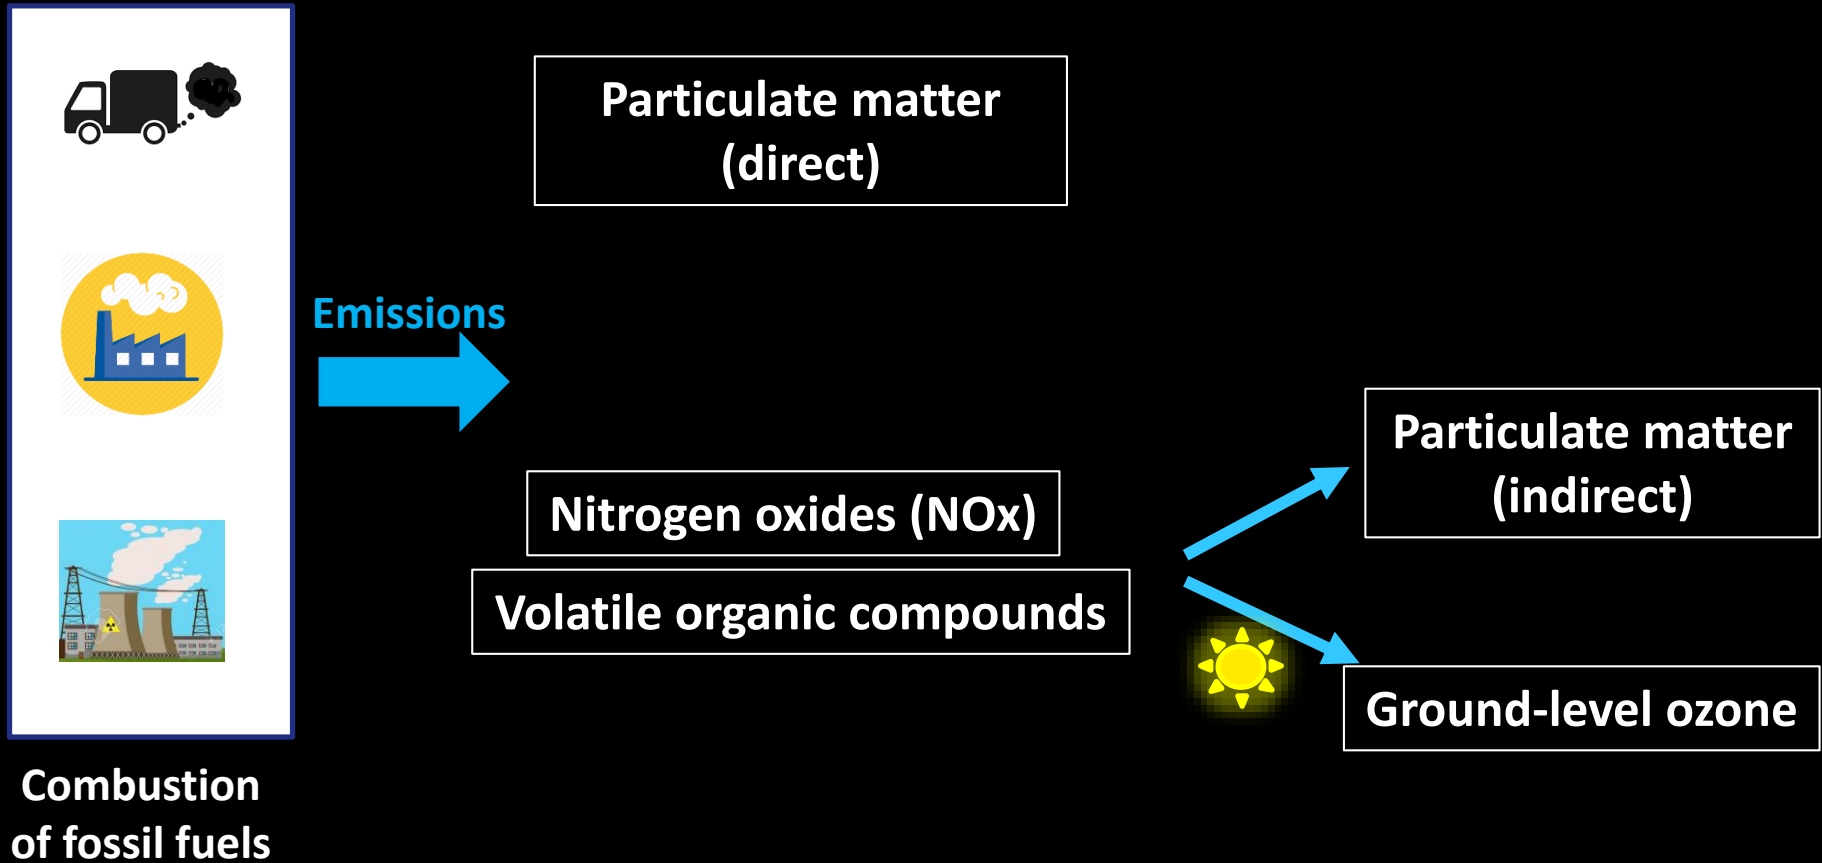 Particulate matter
(direct)
Emissions
Particulate matter
(indirect)
Nitrogen oxides (NOx)
Volatile organic compounds
Ground-level ozone
Combustion
of fossil fuels